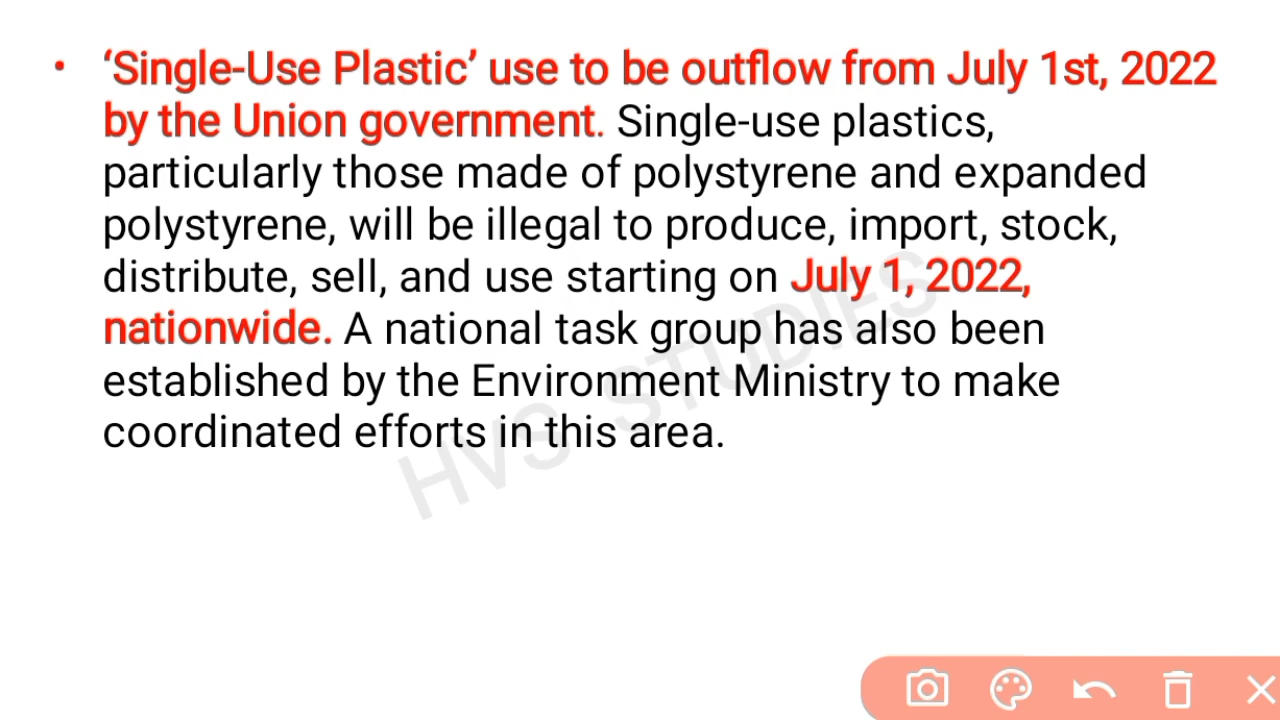 • ‘Single-Use Plastic’ use to be outflow from July 1st, 2022
by the Union government. Single-use plastics,
particularly those made of polystyrene and expanded
polystyrene, will be illegal to produce, import, stock,
distribute, sell, and use starting on July 1, 2022,
nationwide. A national task group has also been
established by the Environment Ministry to make
coordinated efforts in this area.
HVS STUDIES